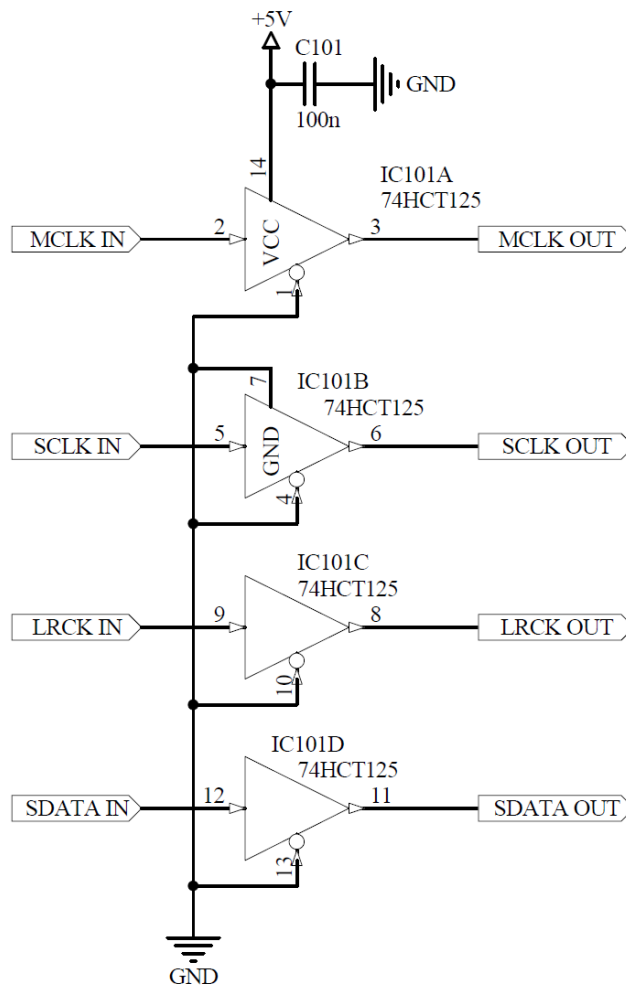 +5V
C101
GND
100n
14
IC101A
74HCT125
MCLK IN
2
VCC
3
MCLK OUT
1
7
IC101B
74HCT125
SCLK IN
5
GND
6
SCLK OUT
4
IC101C
74HCT125
LRCK IN
9
8
LRCK OUT
10
IC101D
74HCT125
SDATA IN
12
11
SDATA OUT
13
GND